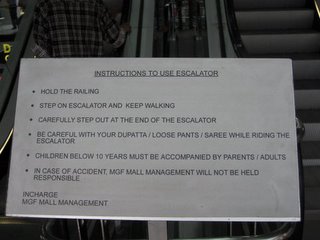 INSTRUCTIONS TO USE ESCALATOR
• HOLD THE RAILING
• STEP ON ESCALATOR AND KEEP WALKING
• CAREFULLY STEP OUT AT THE END OF THE ESCALATOR
• BE CAREFUL WITH YOUR DUPATTA / LOOSE PANTS / SAREE WHILE RIDING THE
ESCALATOR
• CHILDREN BELOW 10 YEARS MUST BE ACCOMPANIED BY PARENTS / ADULTS
• IN CASE OF ACCIDENT, MGF MALL MANAGEMENT WILL NOT BE HELD
RESPONSIBLE
INCHARGE
MGF MALL MANAGEMENT